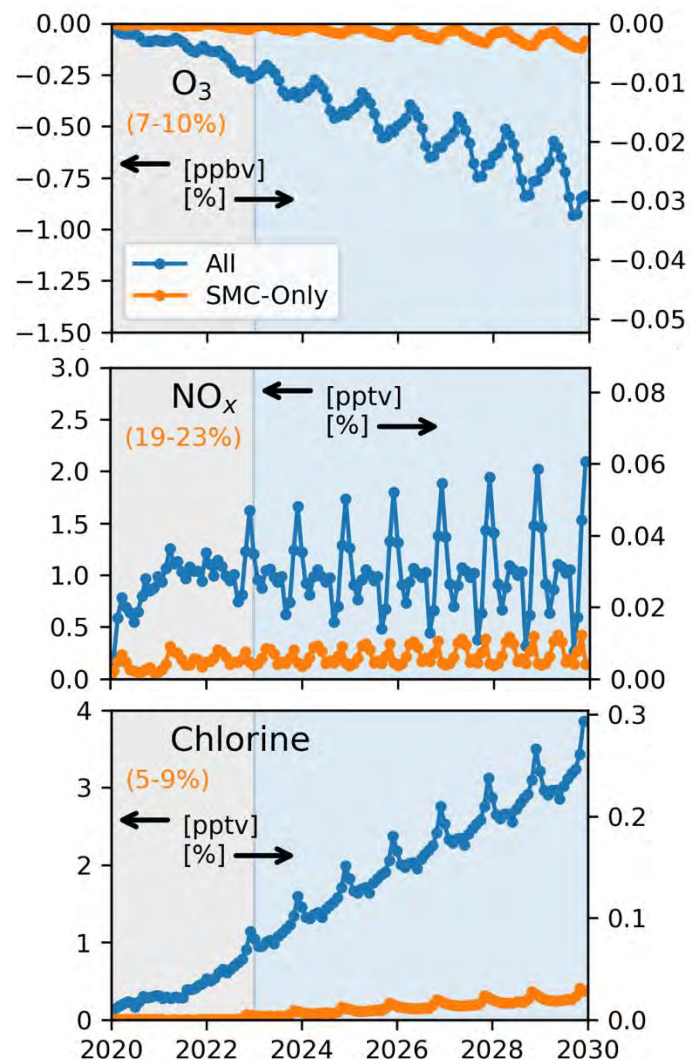 0.00 0.00
O3
−0.25 −0.01
(7-10%)
−0.50 −0.02
[ppbv]
−0.75 [%] −0.03
−1.00
All −0.04
−1.25 SMC-Only
−1.50 −0.05
3.0
NOx [pptv] 0.08
2.5 [%]
(19-23%)
2.0 0.06
1.5
0.04
1.0
0.02
0.5
0.0 0.00
4 0.3
Chlorine
(5-9%)
3
[pptv] 0.2
2 [%]
0.1
1
0 0.0
2020 2022 2024 2026 2028 2030